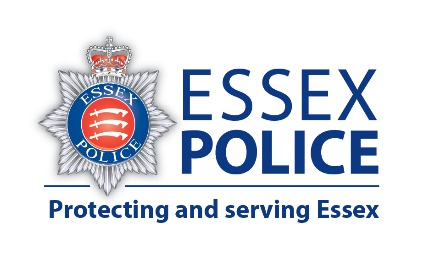 ESSEX
POLICE
ESSEX
POLICE
Protecting and serving Essex